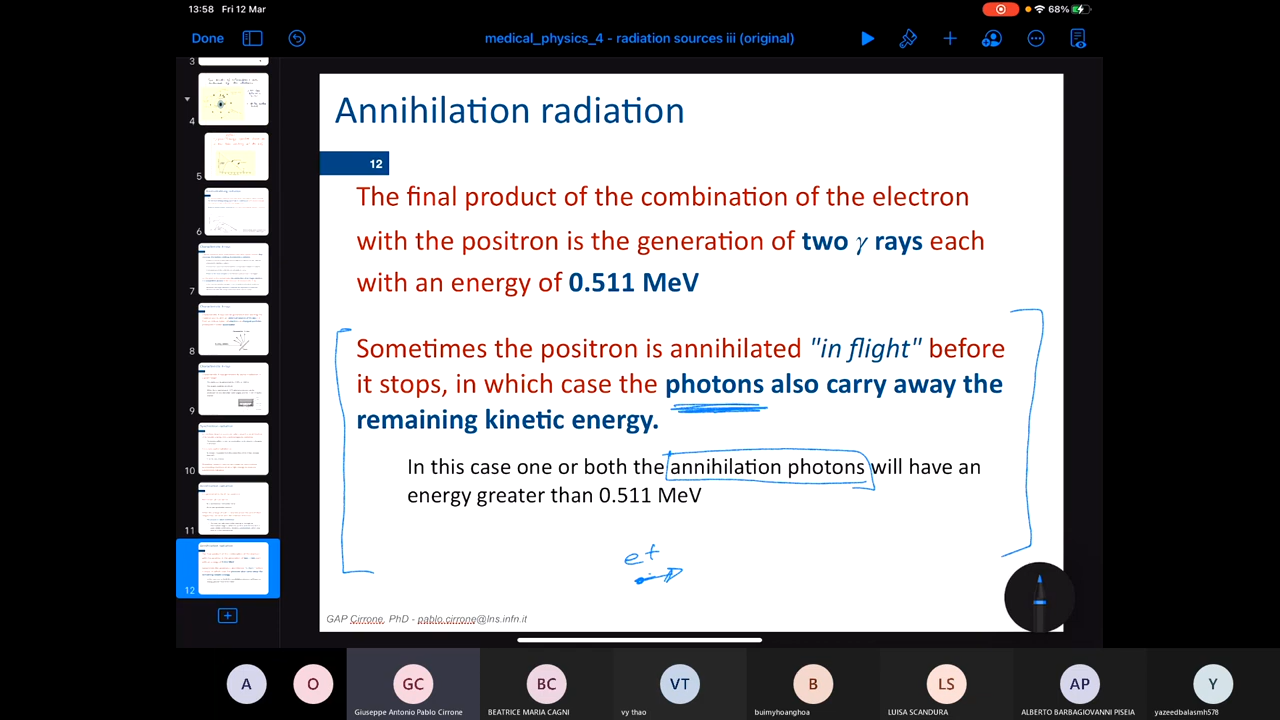 13:58 Fri 12 Mar
68%
Done
medical_physics_4 - radiation sources iii (original)
3
4
5
6
7
8
9
10
11
12
Annihilation radiation
12
The final product of the combination of the electron
with the positron is the generation of two γ rays each
with an energy of 0.511 MeV
Sometimes the positron is annihilated "in flight" before
it stops, in which case the photons also carry away the
remaining kinetic energy.
In this case one or both the annihilation photons will have an
energy greater than 0.511 MeV
e+
GAP Cirrone, PhD - pablo.cirrone@lns.infn.it
A
O
GC
BC
VT
B
LS
AP
Y
Giuseppe Antonio Pablo Cirrone
BEATRICE MARIA CAGNI
vy thao
buimyhoanghoa
LUISA SCANDURA
ALBERTO BARBAGIOVANNI PISEIA
yazeedbalasmh578